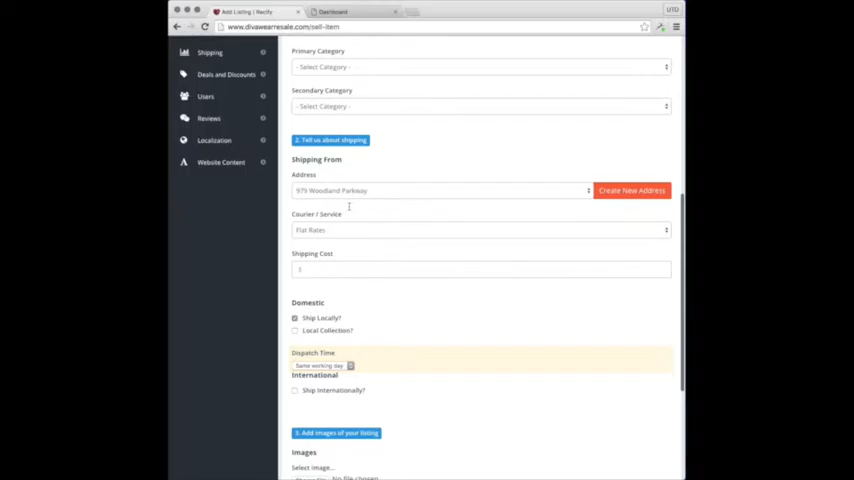 Add Listing | Recify
Dashboard
UTD
www.divawearresale.com/sell-item
Shipping
Deals and Discounts
Users
Reviews
Localization
Website Content
Primary Category
- Select Category -
Secondary Category
- Select Category -
2. Tell us about shipping
Shipping From
Address
979 Woodland Parkway
Create New Address
Courier / Service
Flat Rates
Shipping Cost
Domestic
Ship Locally?
Local Collection?
Dispatch Time
Same working day
International
Ship Internationally?
3. Add images of your listing
Images
Select image...
No file chosen